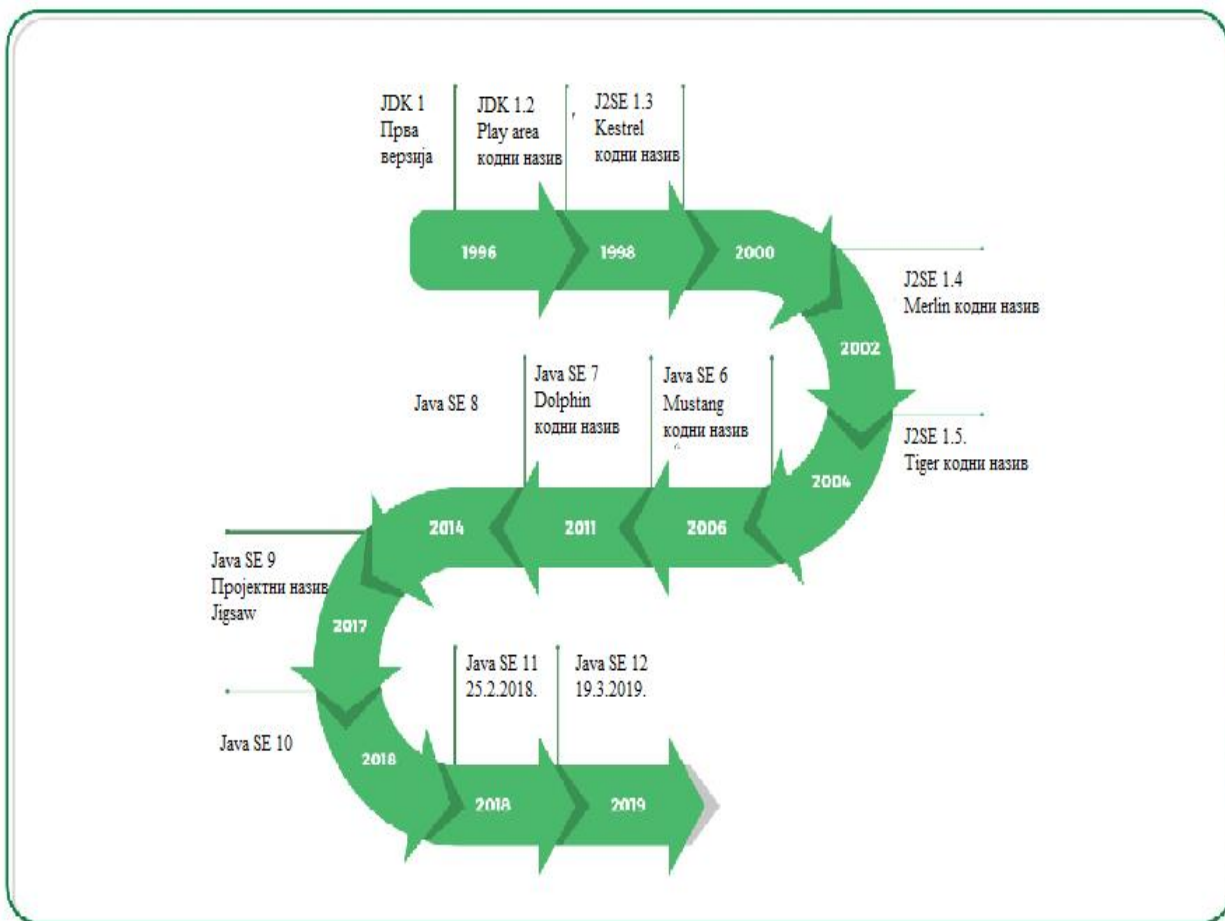 JDK 1
Прва
верзија
JDK 1.2
Play area
кодни назив
J2SE 1.3
Kestrel
кодни назив
1996
1998
2000
J2SE 1.4
Merlin кодни назив
2002
J2SE 1.5.
Tiger кодни назив
2004
Java SE 6
Mustang
кодни назив
2006
Java SE 7
Dolphin
кодни назив
2011
Java SE 8
2014
Java SE 9
Пројектни назив
Jigsaw
2017
Java SE 10
2018
Java SE 11
25.2.2018.
2018
Java SE 12
19.3.2019.
2019